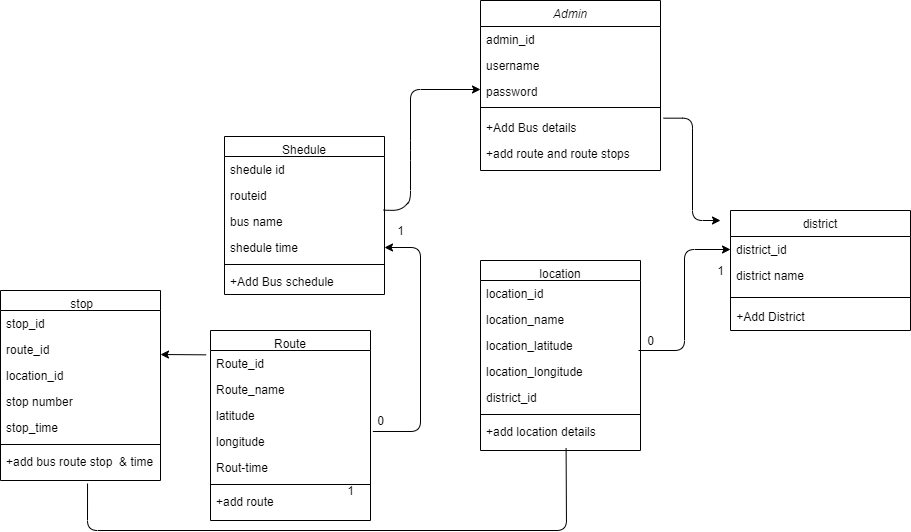 Admin
admin_id
username
password
+Add Bus details
+add route and route stops
Shedule
shedule id
routeid
bus name
shedule time
+Add Bus schedule
1
district
district_id
district name
+Add District
1
location
location_id
location_name
location_latitude
location_longitude
district_id
+add location details
0
stop
stop_id
route_id
location_id
stop number
stop_time
+add bus route stop & time
Route
Route_id
Route_name
latitude
longitude
Rout-time
+add route
0
1